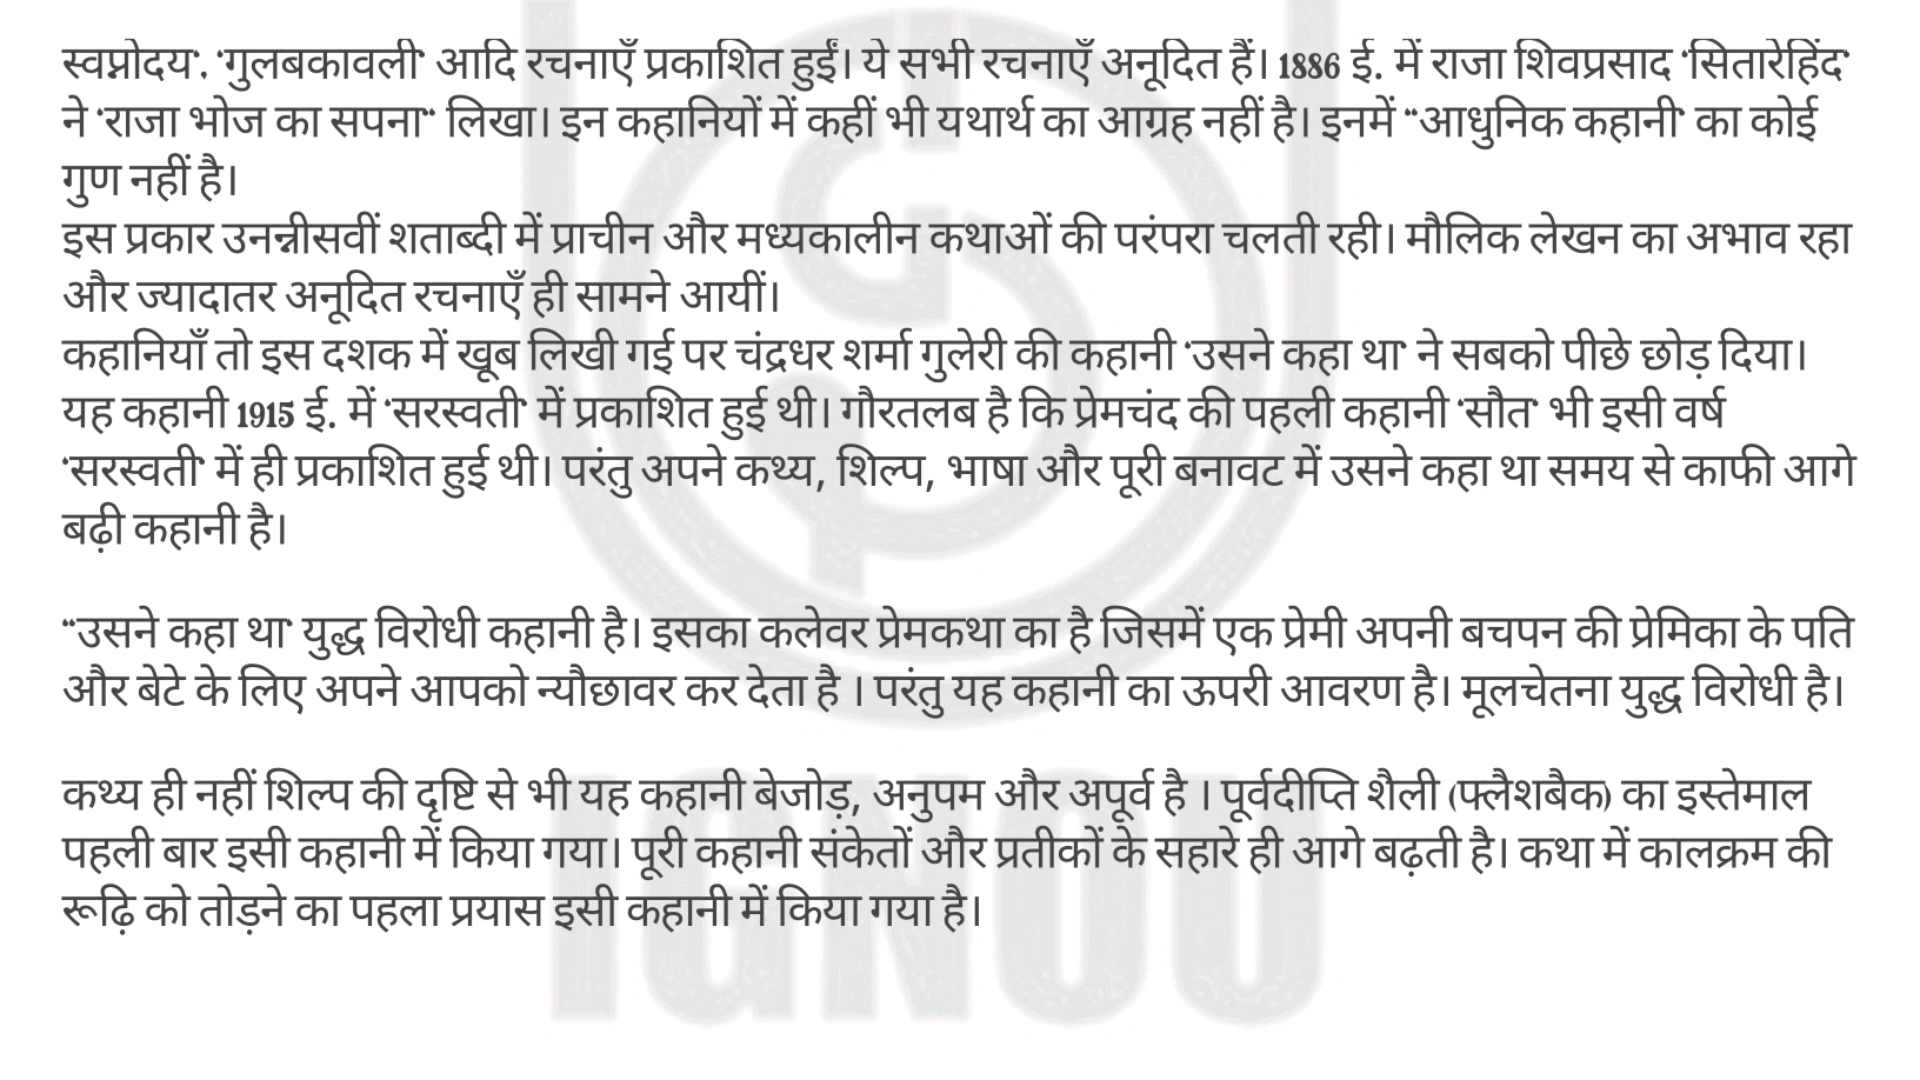 स्वप्नोदय'. 'गुलबकावली' आदि रचनाएँ प्रकाशित हुईं। ये सभी रचनाएँ अनूदित हैं। 1886 ई. में राजा शिवप्रसाद 'सितारेहिंद'
ने 'राजा भोज का सपना“ लिखा। इन कहानियों में कहीं भी यथार्थ का आग्रह नहीं है। इनमें “आधुनिक कहानी' का कोई
गुण नहीं है।
इस प्रकार उनन्नीसवीं शताब्दी में प्राचीन और मध्यकालीन कथाओं की परंपरा चलती रही। मौलिक लेखन का अभाव रहा
और ज्यादातर अनूदित रचनाएँ ही सामने आयीं।
कहानियाँ तो इस दशक में खूब लिखी गई पर चंद्रधर शर्मा गुलेरी की कहानी 'उसने कहा था' ने सबको पीछे छोड़ दिया।
यह कहानी 1915 ई. में 'सरस्वती' में प्रकाशित हुई थी। गौरतलब है कि प्रेमचंद की पहली कहानी 'सौत' भी इसी वर्ष
'सरस्वती' में ही प्रकाशित हुई थी। परंतु अपने कथ्य, शिल्प, भाषा और पूरी बनावट में उसने कहा था समय से काफी आगे
बढ़ी कहानी है।
“उसने कहा था' युद्ध विरोधी कहानी है। इसका कलेवर प्रेमकथा का है जिसमें एक प्रेमी अपनी बचपन की प्रेमिका के पति
और बेटे के लिए अपने आपको न्यौछावर कर देता है । परंतु यह कहानी का ऊपरी आवरण है। मूलचेतना युद्ध विरोधी है।
कथ्य ही नहीं शिल्प की दृष्टि से भी यह कहानी बेजोड़, अनुपम और अपूर्व है । पूर्वदीप्ति शैली (फ्लैशबैक) का इस्तेमाल
पहली बार इसी कहानी में किया गया। पूरी कहानी संकेतों और प्रतीकों के सहारे ही आगे बढ़ती है। कथा में कालक्रम की
रूढ़ि को तोड़ने का पहला प्रयास इसी कहानी में किया गया है।
IGNOU